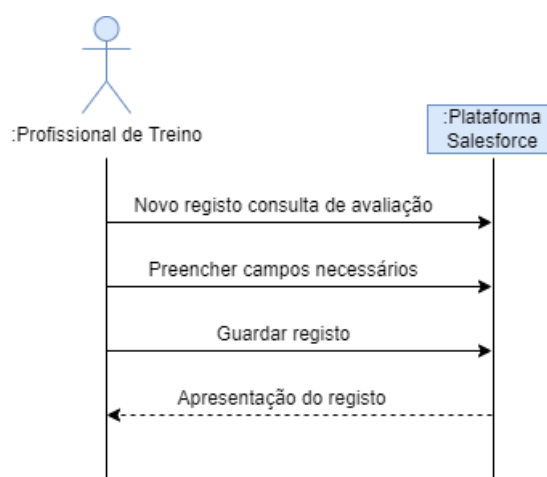 :Profissional de Treino
:Plataforma
Salesforce
Novo registo consulta de avaliação
Preencher campos necessários
Guardar registo
Apresentação do registo